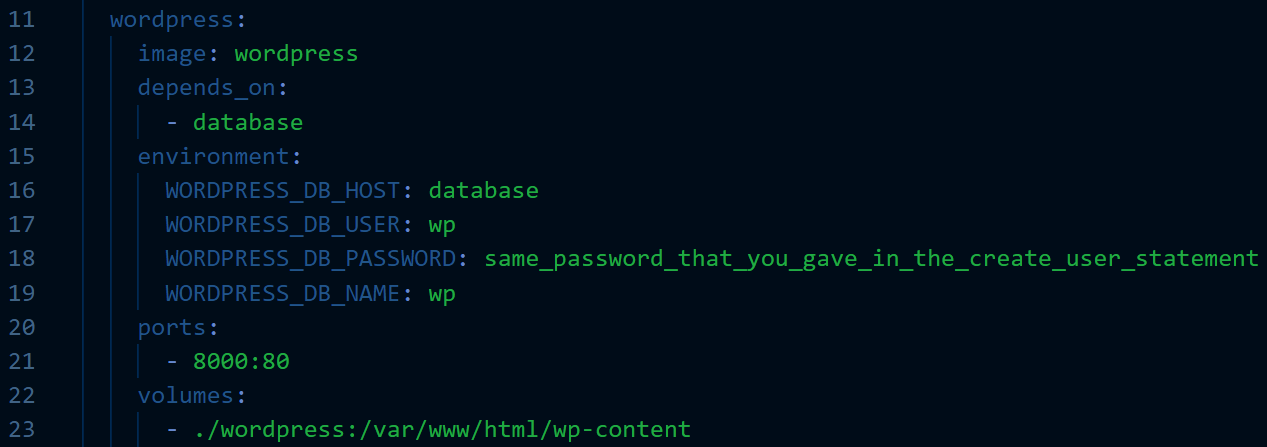 11 wordpress:
12 image: wordpress
13 depends_on:
14 - database
15 environment:
16 WORDPRESS_DB_HOST: database
17 WORDPRESS_DB_USER: wp
18 WORDPRESS_DB_PASSWORD: same_password_that_you_gave_in_the_create_user_statement
19 WORDPRESS_DB_NAME: wp
20 ports:
21 - 8000:80
22 volumes:
23 - ./wordpress:/var/www/html/wp-content